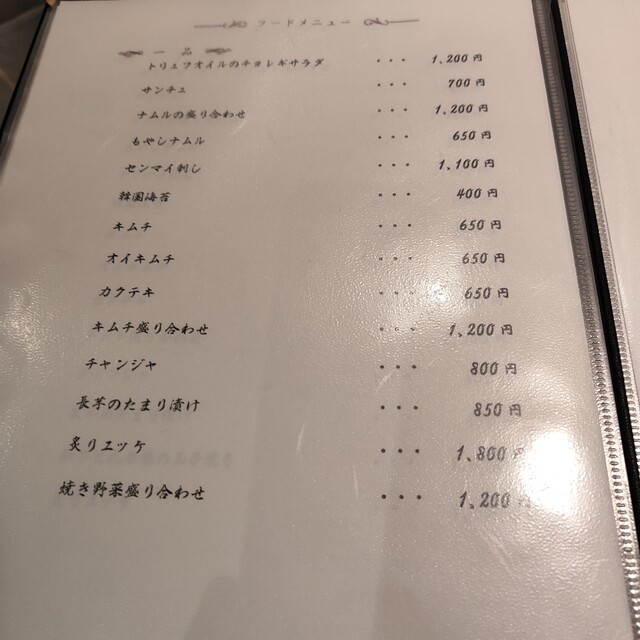 フードメニュー
一品
トリュフオイルのチョレギサラダ ・・・ 1,200円
サンチュ ・・・ 700円
ナムルの盛り合わせ ・・・ 1,200円
もやしナムル ・・・ 650円
センマイ刺し ・・・ 1,100円
韓国海苔 ・・・ 400円
キムチ ・・・ 650円
オイキムチ ・・・ 650円
カクテキ ・・・ 650円
キムチ盛り合わせ ・・・ 1,200円
チャンジャ ・・・ 800円
長芋のたまり漬け ・・・ 850円
炙りユッケ ・・・ 1,800円
焼き野菜盛り合わせ ・・・ 1,200円